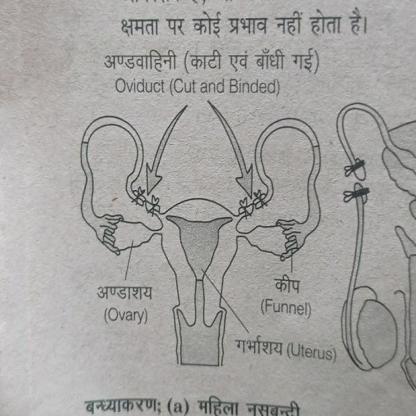 क्षमता पर कोई प्रभाव नहीं होता है।
अण्डवाहिनी (काटी एवं बाँधी गई)
Oviduct (Cut and Binded)
अण्डाशय
(Ovary)
कीप
(Funnel)
गर्भाशय (Uterus)
बन्ध्याकरण; (a) महिला नसबन्दी